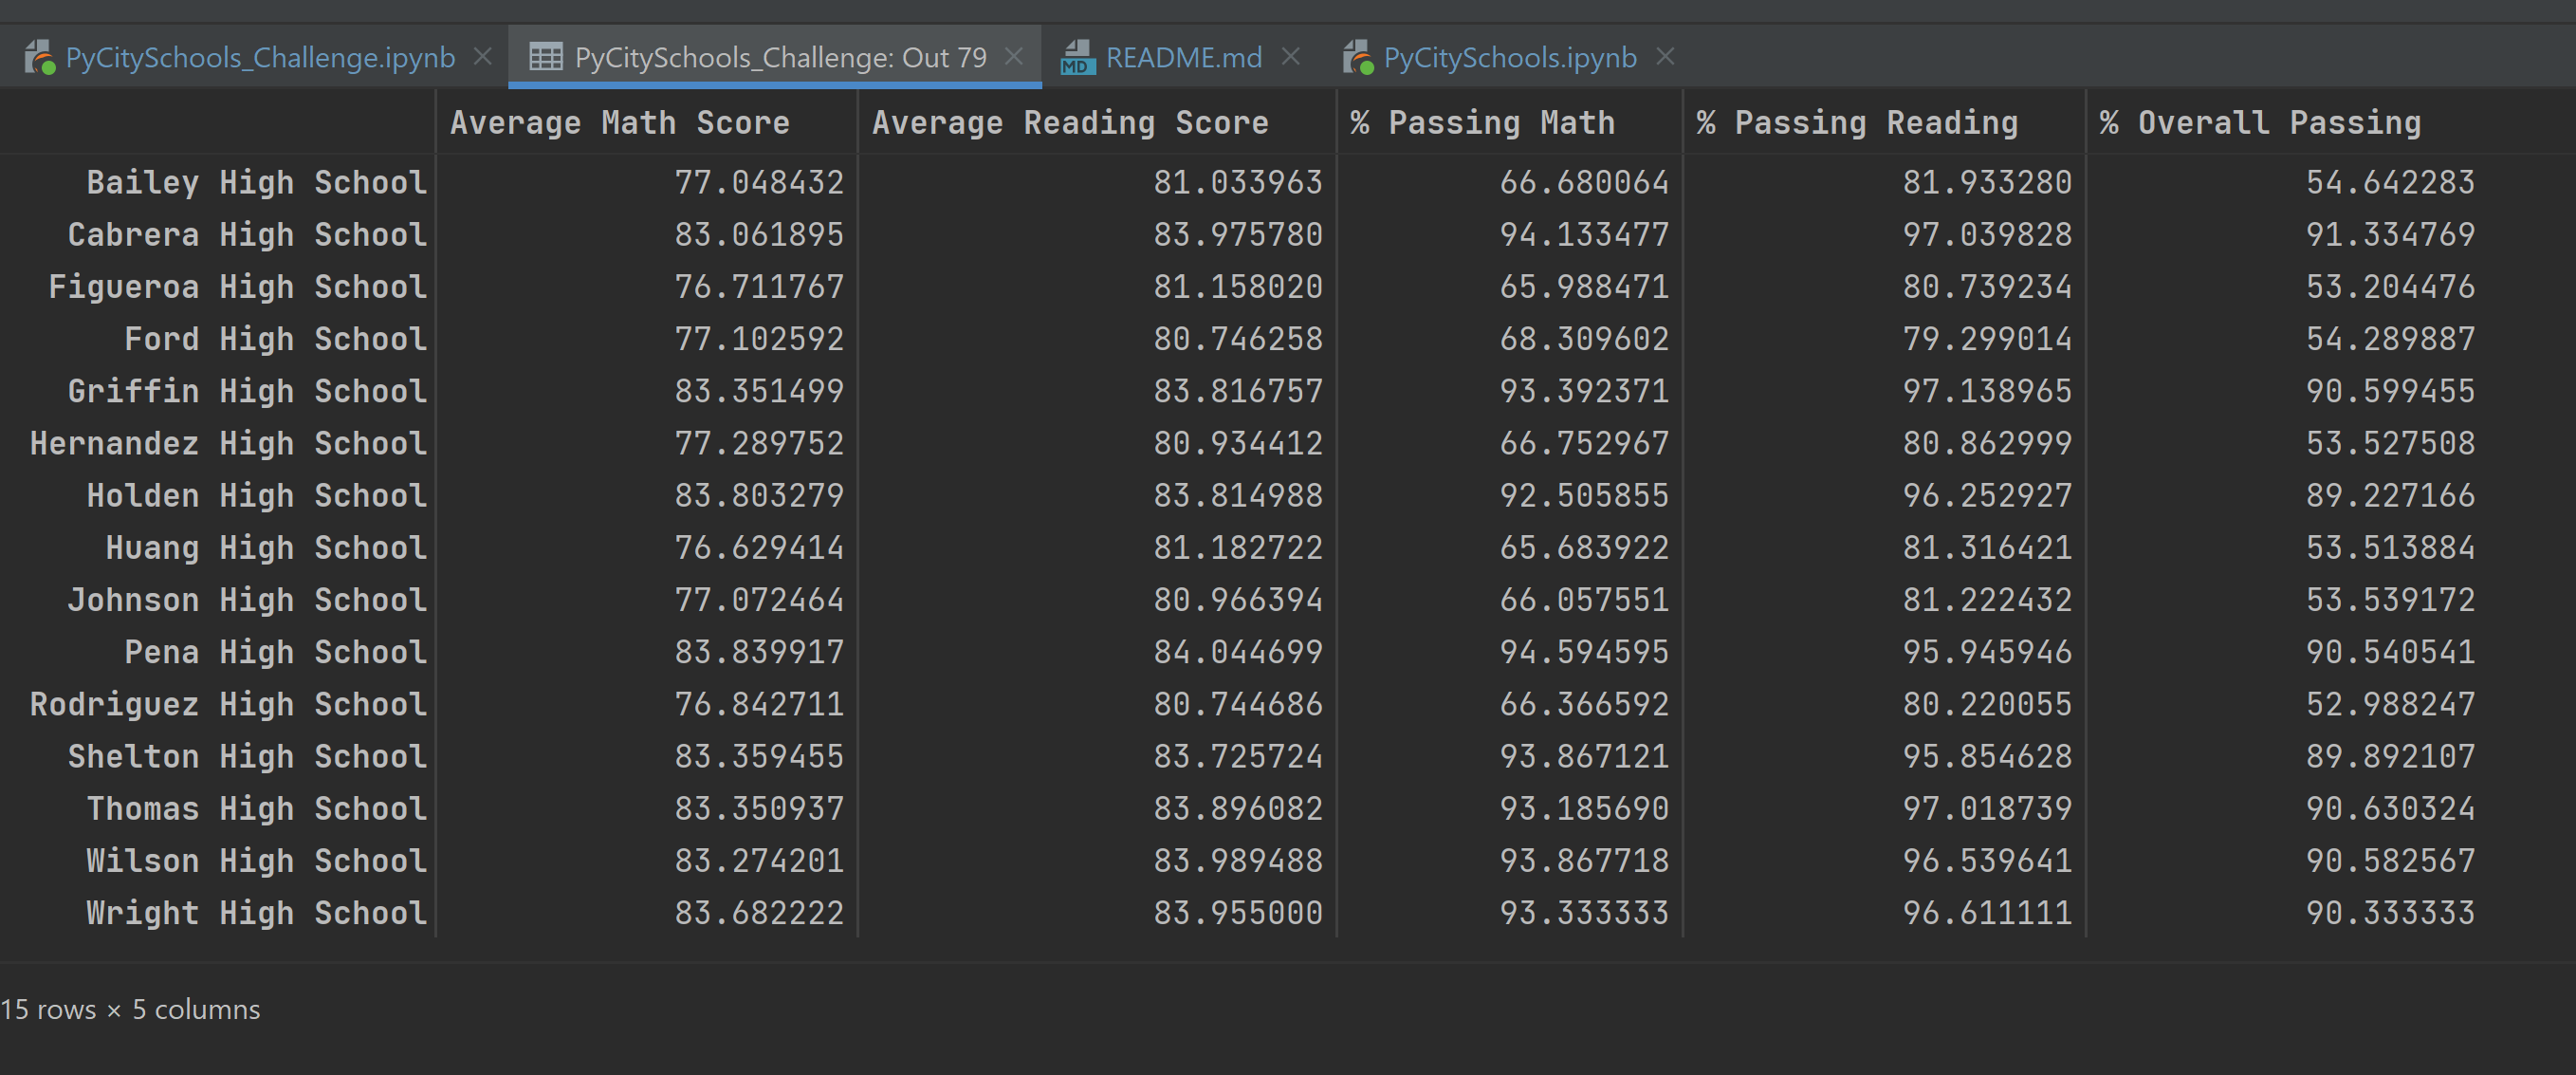 PyCitySchools_Challenge.ipynb PyCitySchools_Challenge: Out 79 README.md PyCitySchools.ipynb
Average Math Score Average Reading Score % Passing Math % Passing Reading % Overall Passing
Bailey High School 77.048432 81.033963 66.680064 81.933280 54.642283
Cabrera High School 83.061895 83.975780 94.133477 97.039828 91.334769
Figueroa High School 76.711767 81.158020 65.988471 80.739234 53.204476
Ford High School 77.102592 80.746258 68.309602 79.299014 54.289887
Griffin High School 83.351499 83.816757 93.392371 97.138965 90.599455
Hernandez High School 77.289752 80.934412 66.752967 80.862999 53.527508
Holden High School 83.803279 83.814988 92.505855 96.252927 89.227166
Huang High School 76.629414 81.182722 65.683922 81.316421 53.513884
Johnson High School 77.072464 80.966394 66.057551 81.222432 53.539172
Pena High School 83.839917 84.044699 94.594595 95.945946 90.540541
Rodriguez High School 76.842711 80.744686 66.366592 80.220055 52.988247
Shelton High School 83.359455 83.725724 93.867121 95.854628 89.892107
Thomas High School 83.350937 83.896082 93.185690 97.018739 90.630324
Wilson High School 83.274201 83.989488 93.867718 96.539641 90.582567
Wright High School 83.682222 83.955000 93.333333 96.611111 90.333333
15 rows × 5 columns